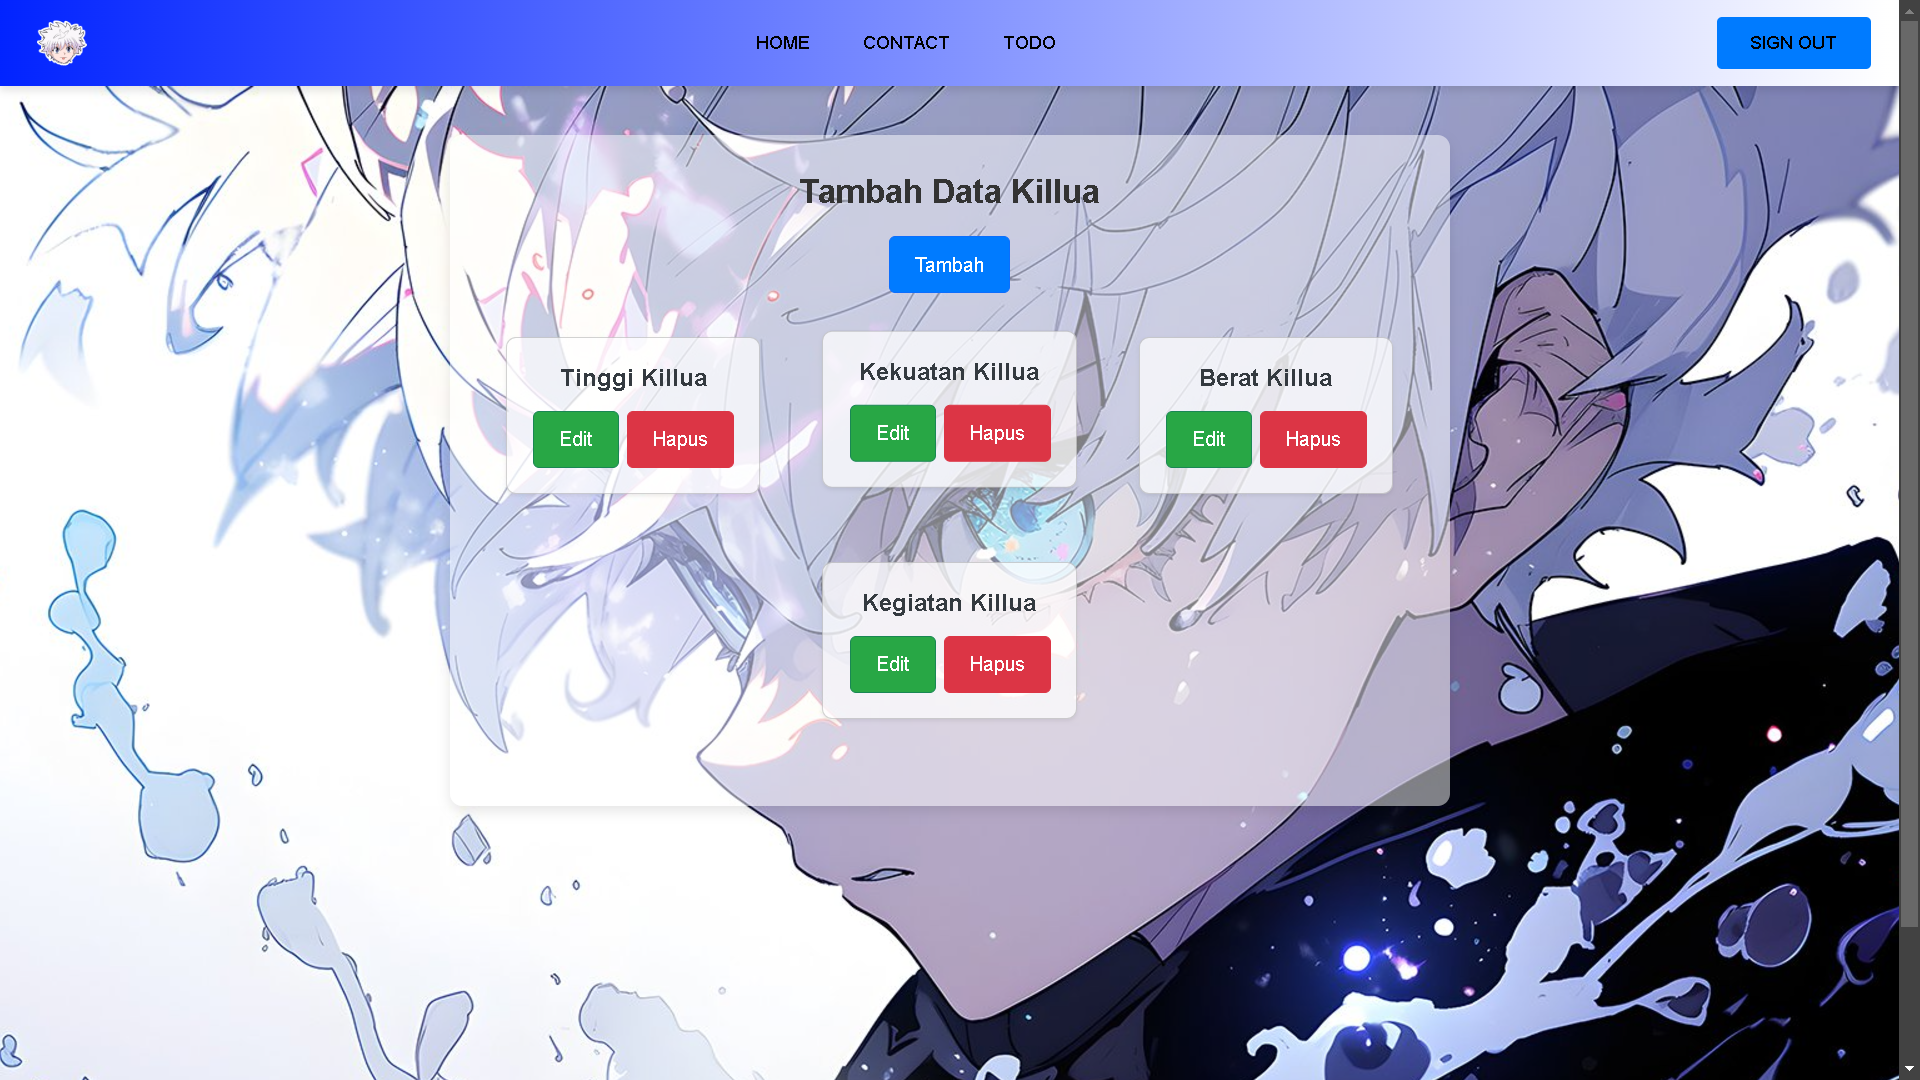 HOME CONTACT TODO SIGN OUT
Tambah Data Killua
Tambah
Tinggi Killua
Edit Hapus
Kekuatan Killua
Edit Hapus
Berat Killua
Edit Hapus
Kegiatan Killua
Edit Hapus